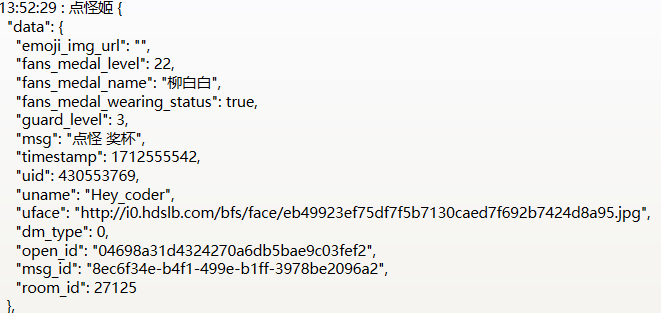 13:52:29 : 点怪姬 {
"data": {
"emoji_img_url": "",
"fans_medal_level": 22,
"fans_medal_name": "柳白白",
"fans_medal_wearing_status": true,
"guard_level": 3,
"msg": "点怪 奖杯",
"timestamp": 1712555542,
"uid": 430553769,
"uname": "Hey_coder",
"uface": "http://i0.hdslb.com/bfs/face/eb49923ef75df7f5b7130caed7f692b7424d8a95.jpg",
"dm_type": 0,
"open_id": "04698a31d4324270a6db5bae9c03fef2",
"msg_id": "8ec6f34e-b4f1-499e-b1ff-3978be2096a2",
"room_id": 27125
},